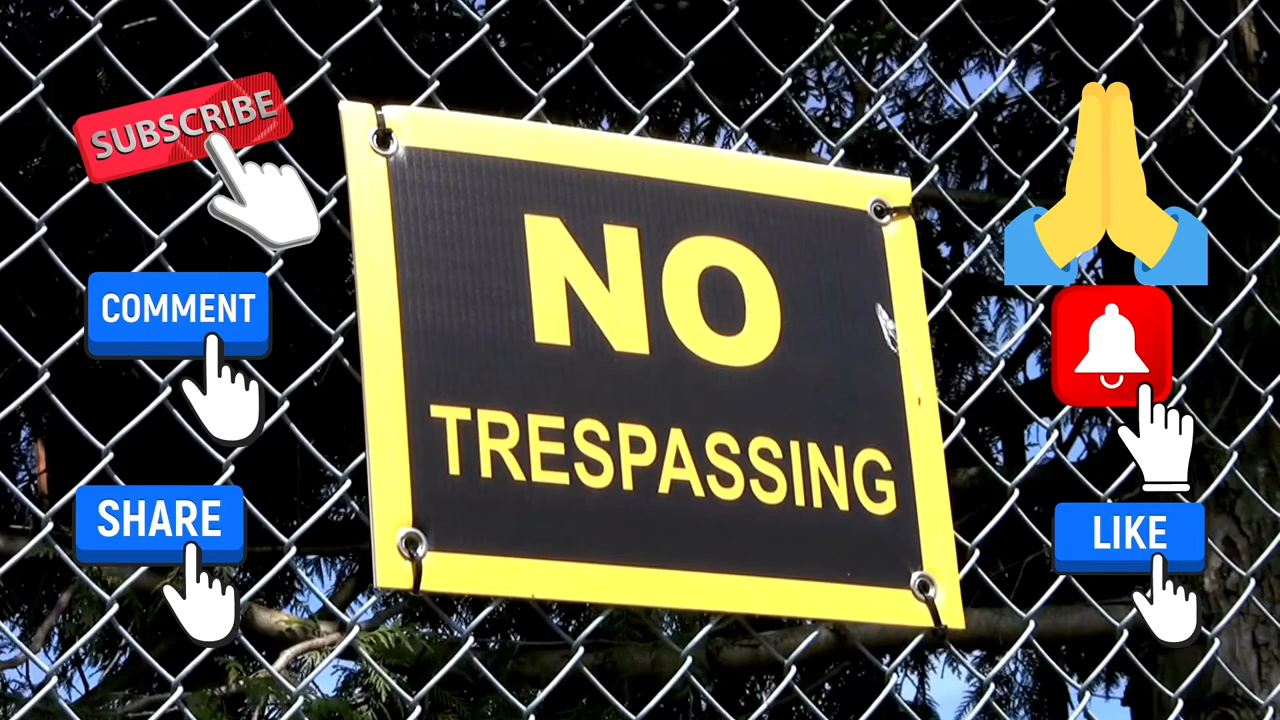 SUBSCRIBE
COMMENT
SHARE
NO
TRESPASSING
LIKE